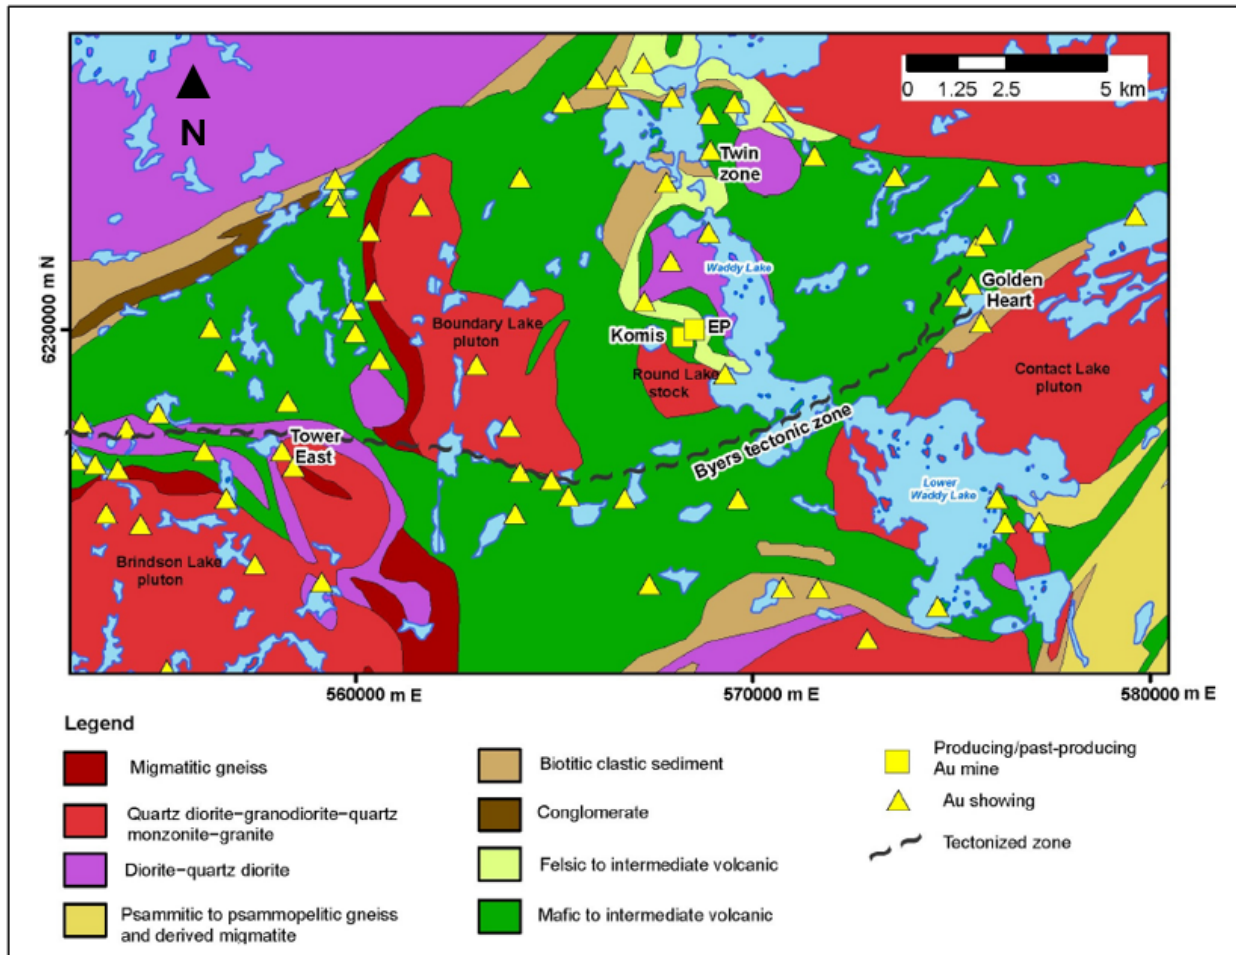 0 1.25 2.5 5 km
N
Twin
zone
Waddy Lake
Golden
Heart
6230000 m N
Boundary Lake
pluton
Komis
EP
Round Lake
stock
Contact Lake
pluton
Tower
East
Byers tectonic zone
Lower
Waddy Lake
Brindson Lake
pluton
560000 m E
570000 m E
580000 m E
Legend
Migmatitic gneiss
Quartz diorite-granodiorite-quartz
monzonite-granite
Diorite-quartz diorite
Psammitic to psammopelitic gneiss
and derived migmatite
Biotitic clastic sediment
Conglomerate
Felsic to intermediate volcanic
Mafic to intermediate volcanic
Producing/past-producing
Au mine
Au showing
Tectonized zone